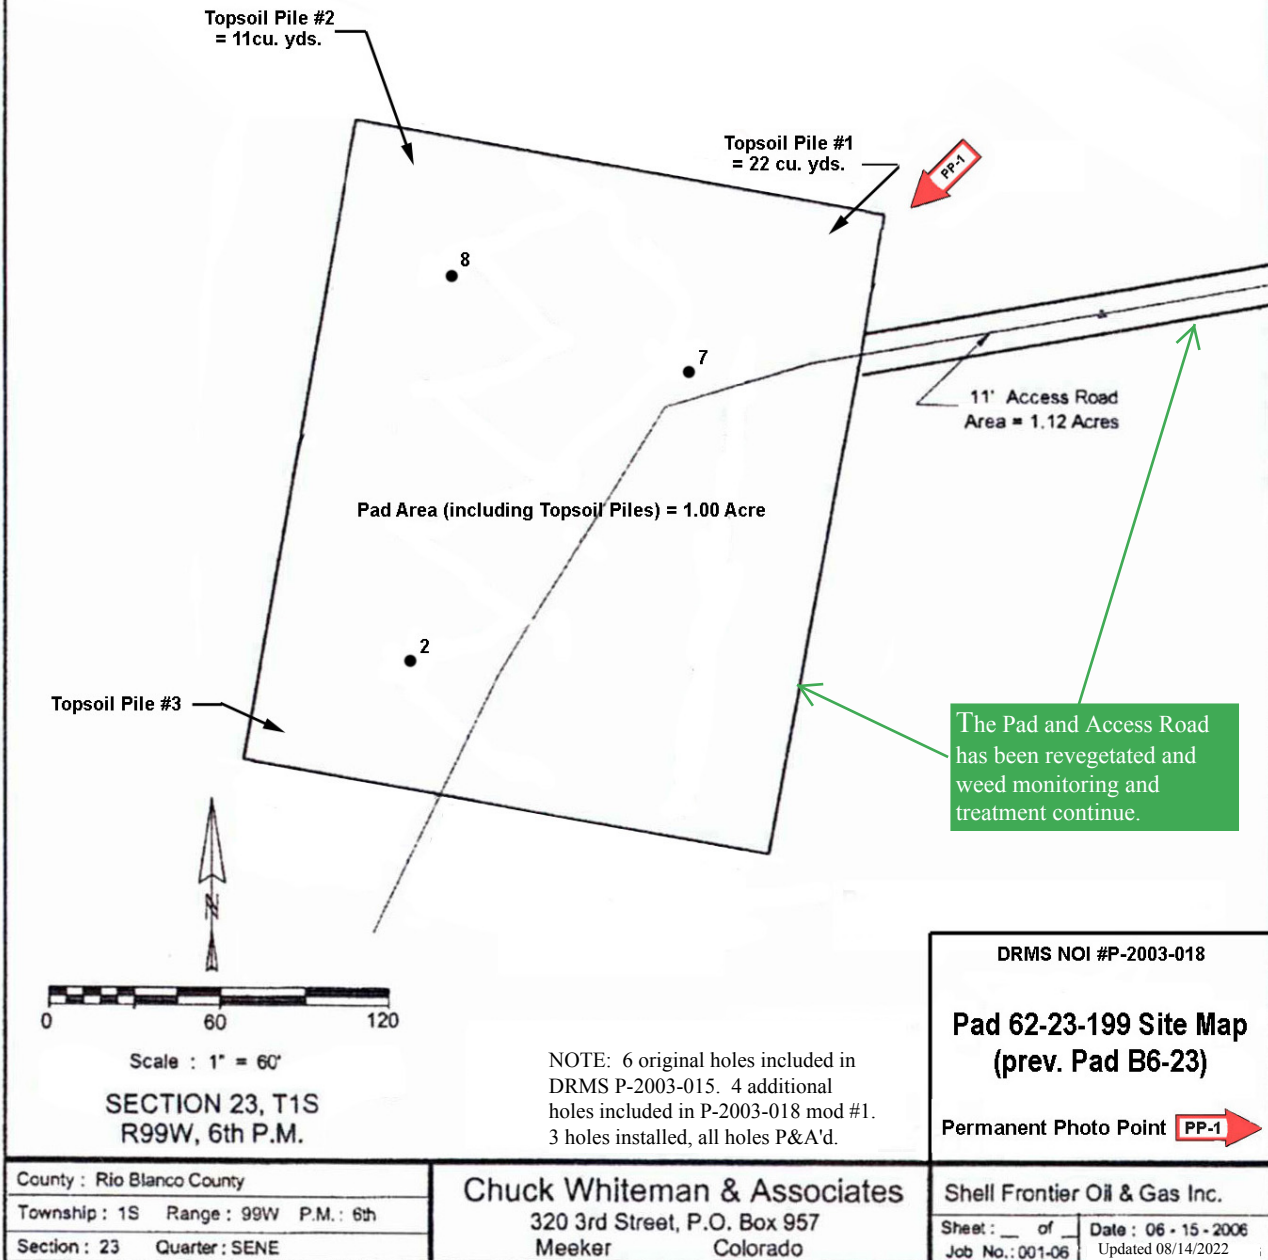 Topsoil Pile #2
= 11cu. yds.
Topsoil Pile #1
= 22 cu. yds.
PP-1
8
7
11' Access Road
Area = 1.12 Acres
Pad Area (including Topsoil Piles) = 1.00 Acre
2
Topsoil Pile #3
The Pad and Access Road
has been revegetated and
weed monitoring and
treatment continue.
N
0 60 120
Scale : 1" = 60'
SECTION 23, T1S
R99W, 6th P.M.
NOTE: 6 original holes included in
DRMS P-2003-015. 4 additional
holes included in P-2003-018 mod #1.
3 holes installed, all holes P&A'd.
DRMS NOI #P-2003-018
Pad 62-23-199 Site Map
(prev. Pad B6-23)
Permanent Photo Point PP-1
County : Rio Blanco County
Township : 1S Range : 99W P.M. : 6th
Section : 23 Quarter : SENE
Chuck Whiteman & Associates
320 3rd Street, P.O. Box 957
Meeker Colorado
Shell Frontier Oil & Gas Inc.
Sheet : __ of __ Date : 06 - 15 - 2006
Job No. : 001-06 Updated 08/14/2022